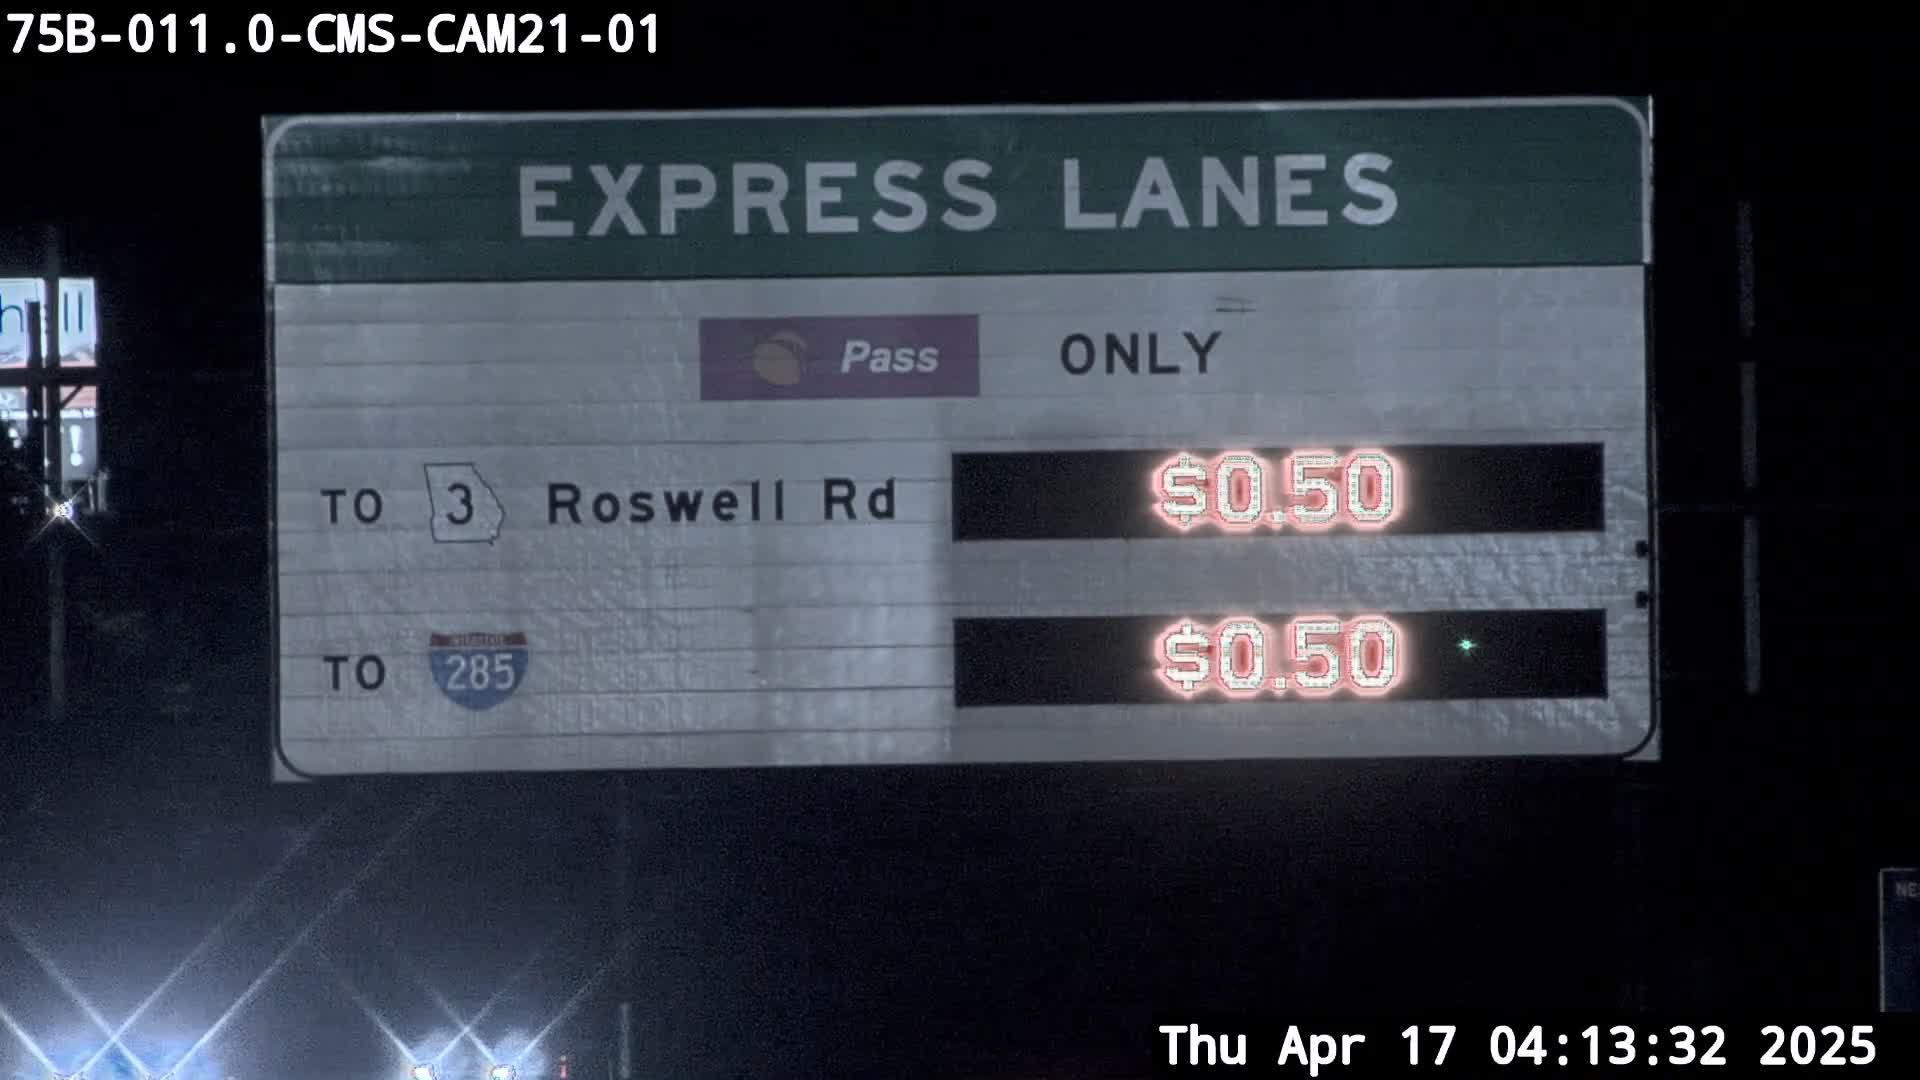 75B-011.0-CMS-CAM21-01
EXPRESS LANES
Pass ONLY
TO 3 Roswell Rd $0.50
TO INTERSTATE 285 $0.50
Thu Apr 17 04:13:32 2025